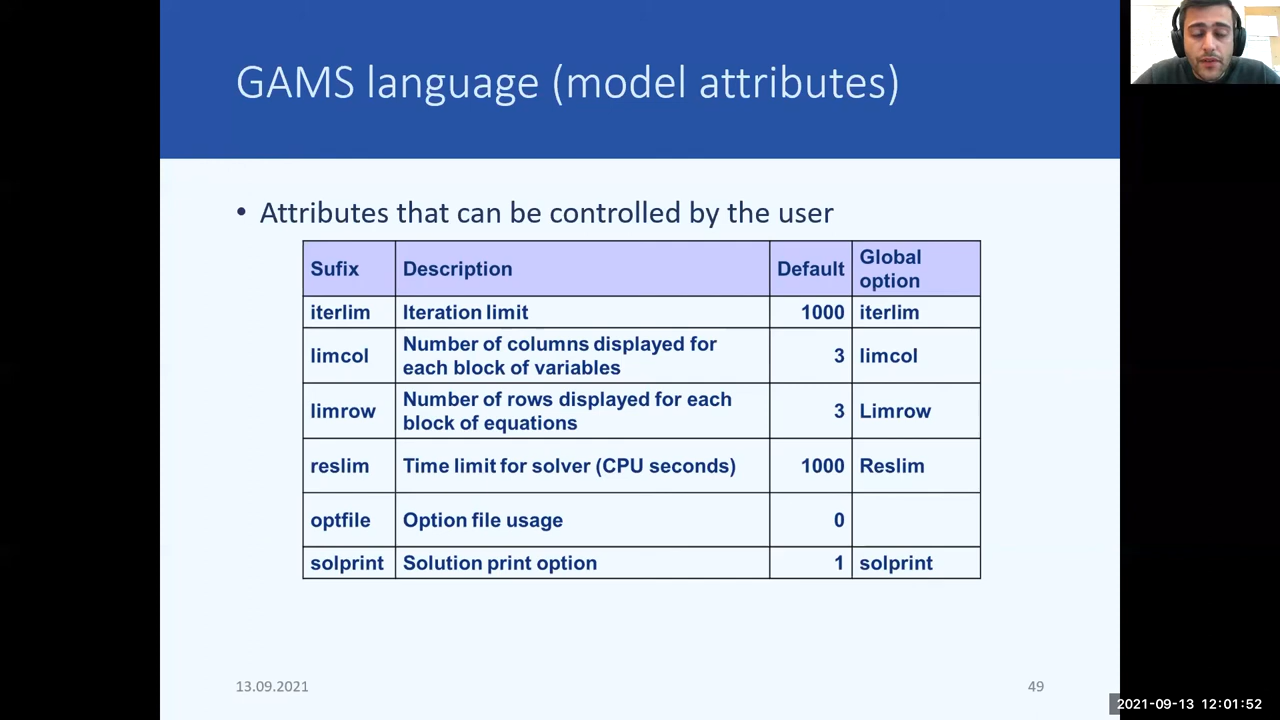 GAMS language (model attributes)
• Attributes that can be controlled by the user
Sufix Description Default Global option
iterlim Iteration limit 1000 iterlim
limcol Number of columns displayed for each block of variables 3 limcol
limrow Number of rows displayed for each block of equations 3 Limrow
reslim Time limit for solver (CPU seconds) 1000 Reslim
optfile Option file usage 0
solprint Solution print option 1 solprint
13.09.2021 49
2021-09-13 12:01:52